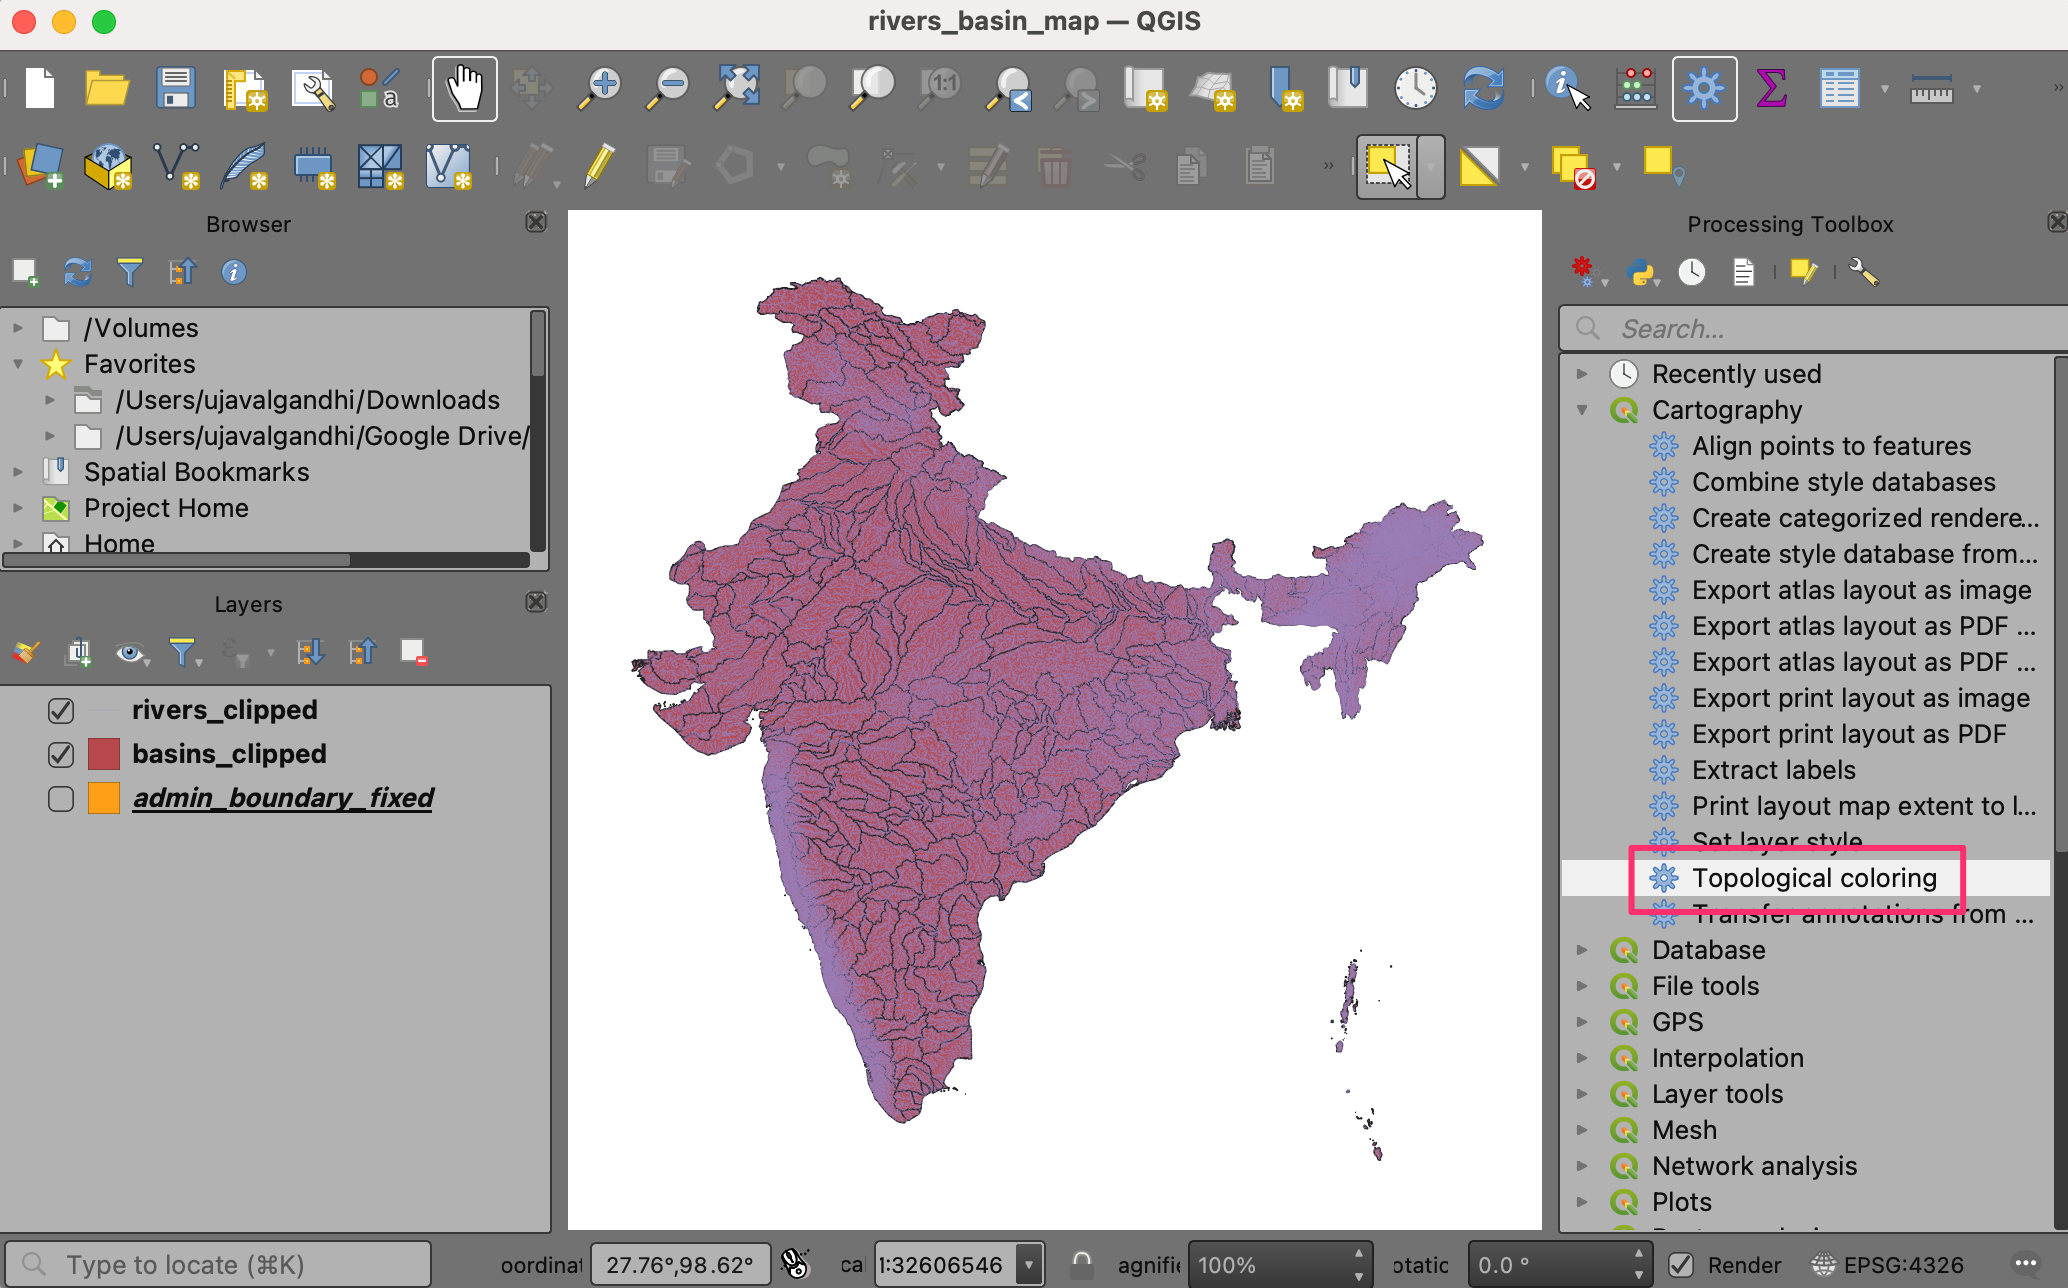 rivers_basin_map — QGIS
1:1
a
Browser
/Volumes
Favorites
/Users/ujavalgandhi/Downloads
/Users/ujavalgandhi/Google Drive/
Spatial Bookmarks
Project Home
Home
Layers
rivers_clipped
basins_clipped
admin_boundary_fixed
Processing Toolbox
Search...
Recently used
Cartography
Align points to features
Combine style databases
Create categorized rendere...
Create style database from...
Export atlas layout as image
Export atlas layout as PDF ...
Export atlas layout as PDF ...
Export print layout as image
Export print layout as PDF
Extract labels
Print layout map extent to l...
Set layer style
Topological coloring
Transfer annotations from ...
Database
File tools
GPS
Interpolation
Layer tools
Mesh
Network analysis
Plots
Type to locate (⌘K)
oordinat 27.76°,98.62° cal 1:32606546 agnifie 100% otatic 0.0 ° Render EPSG:4326